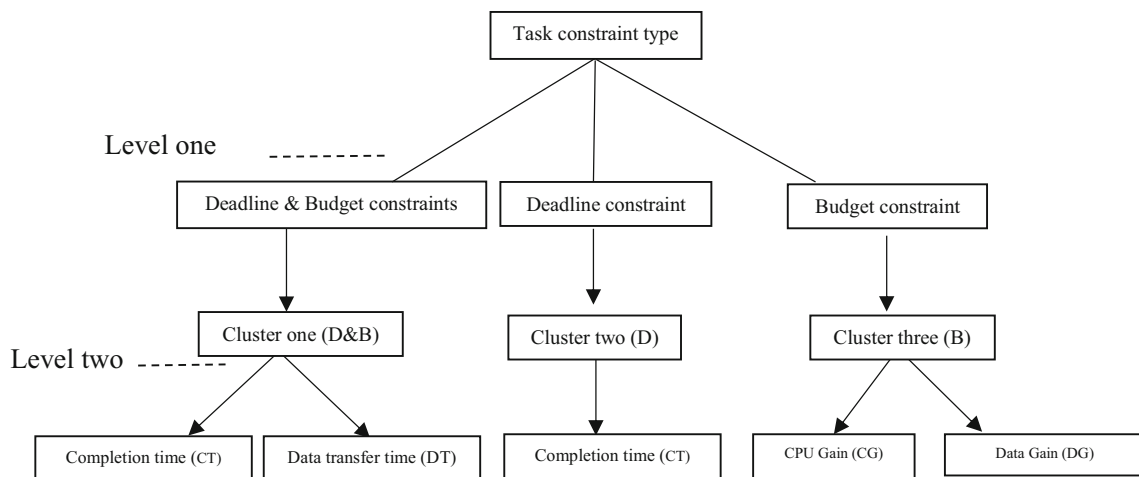 Task constraint type
Level one
Deadline & Budget constraints
Deadline constraint
Budget constraint
Cluster one (D&B)
Cluster two (D)
Cluster three (B)
Level two
Completion time (CT)
Data transfer time (DT)
Completion time (CT)
CPU Gain (CG)
Data Gain (DG)